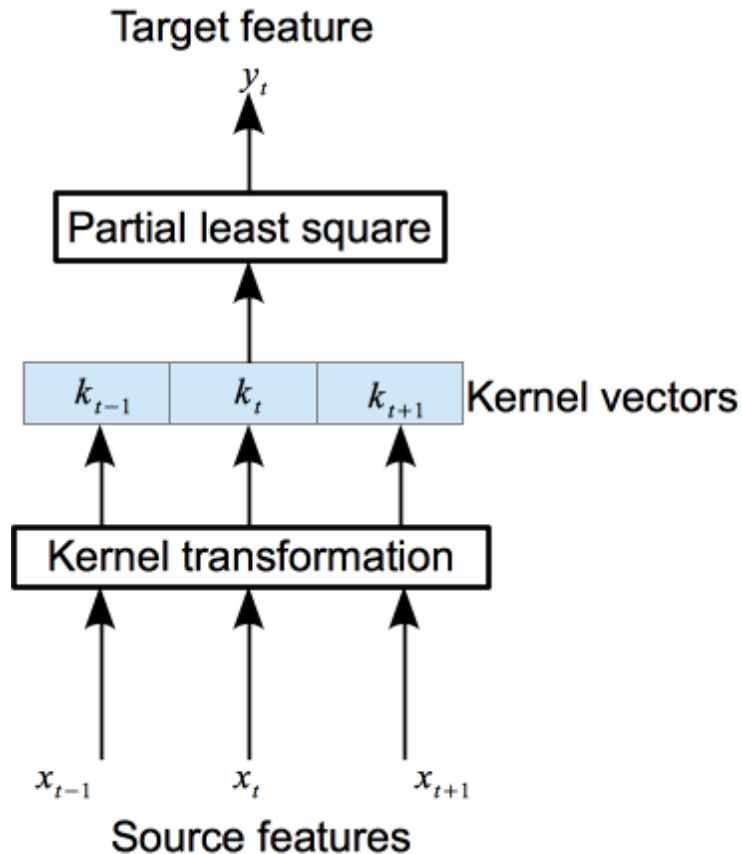 Target feature
y_t
Partial least square
k_{t-1} k_t k_{t+1} Kernel vectors
Kernel transformation
x_{t-1} x_t x_{t+1}
Source features